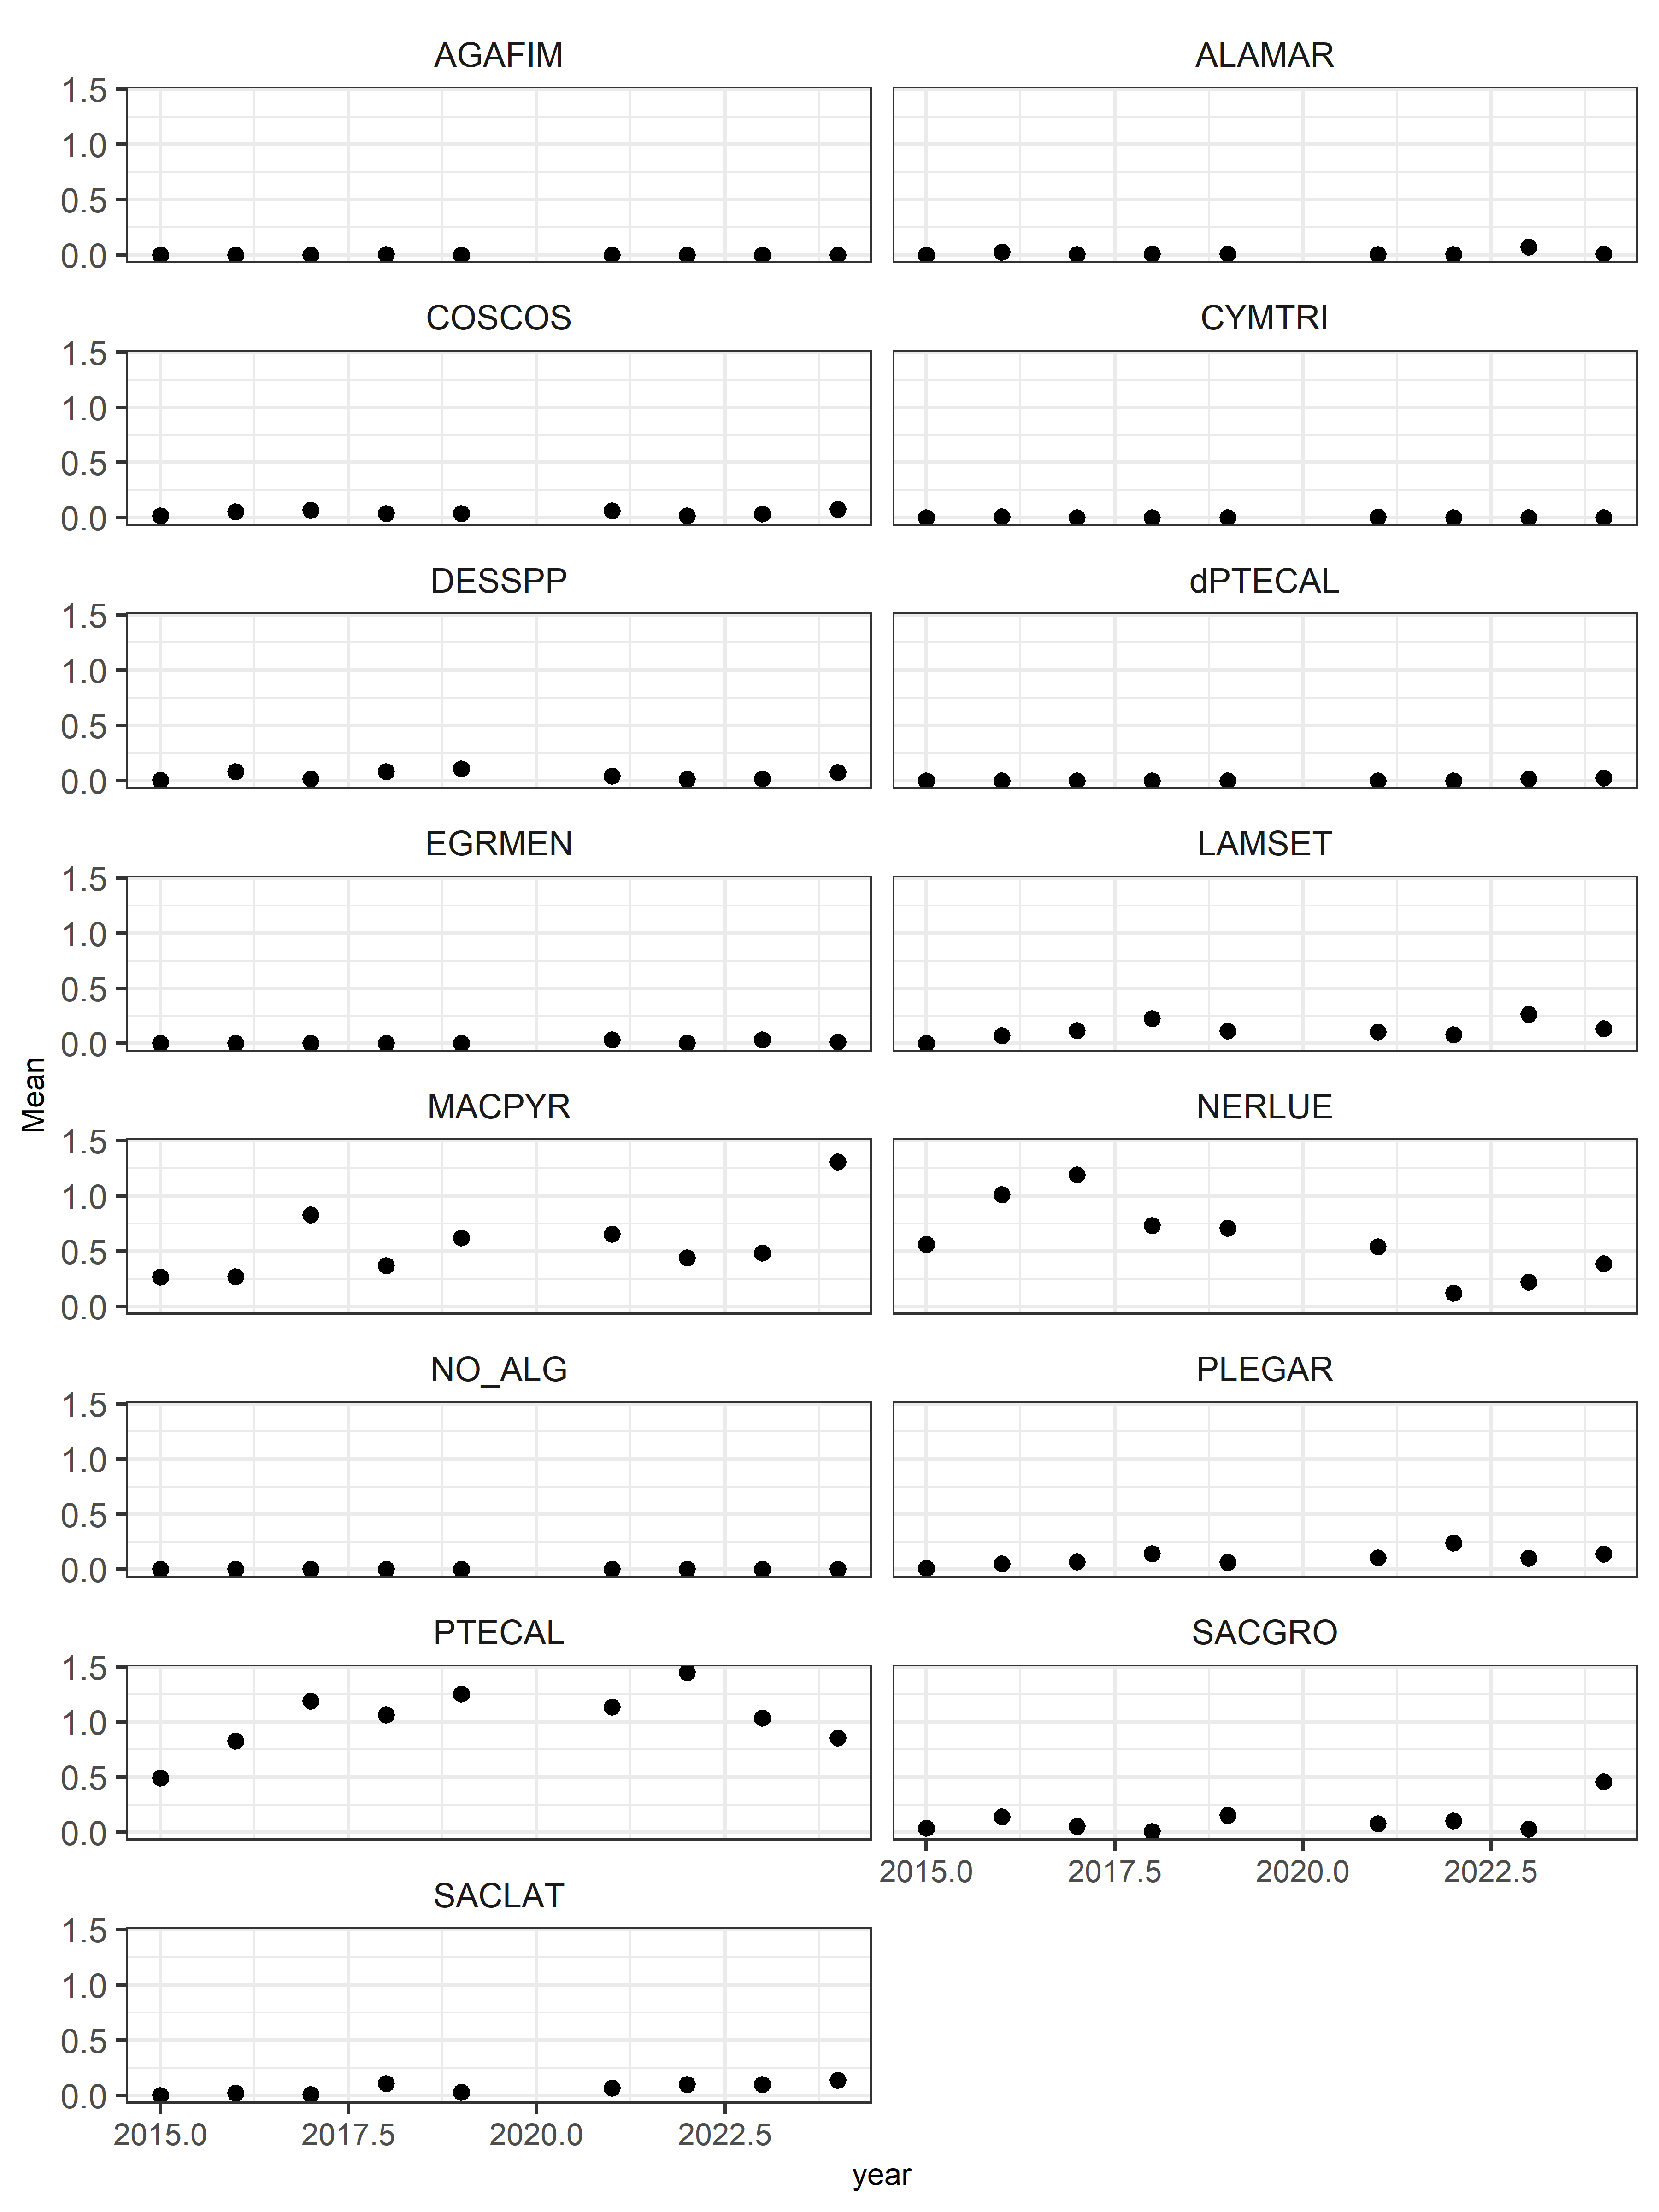 AGAFIM ALAMAR
1.5
1.0
0.5
0.0
COSCOS CYMTRI
1.5
1.0
0.5
0.0
DESSPP dPTECAL
1.5
1.0
0.5
0.0
EGRMEN LAMSET
1.5
1.0
0.5
0.0
Mean
MACPYR NERLUE
1.5
1.0
0.5
0.0
NO_ALG PLEGAR
1.5
1.0
0.5
0.0
PTECAL SACGRO
1.5
1.0
0.5
0.0
2015.0 2017.5 2020.0 2022.5
SACLAT
1.5
1.0
0.5
0.0
2015.0 2017.5 2020.0 2022.5
year